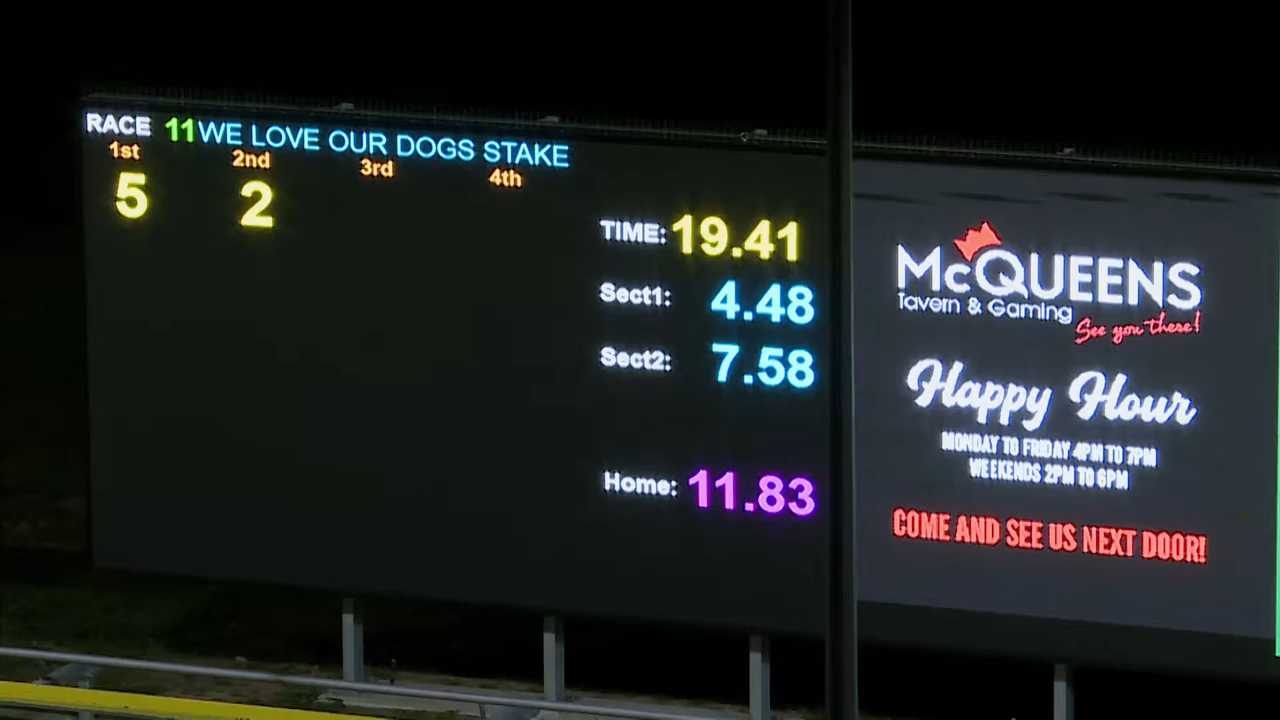 RACE 11 WE LOVE OUR DOGS STAKE
1st 2nd 3rd 4th
5 2
TIME: 19.41
Sect1: 4.48
Sect2: 7.58
Home: 11.83
McQUEENS
Tavern & Gaming
See you there!
Happy Hour
MONDAY TO FRIDAY 4PM TO 7PM
WEEKENDS 2PM TO 6PM
COME AND SEE US NEXT DOOR!